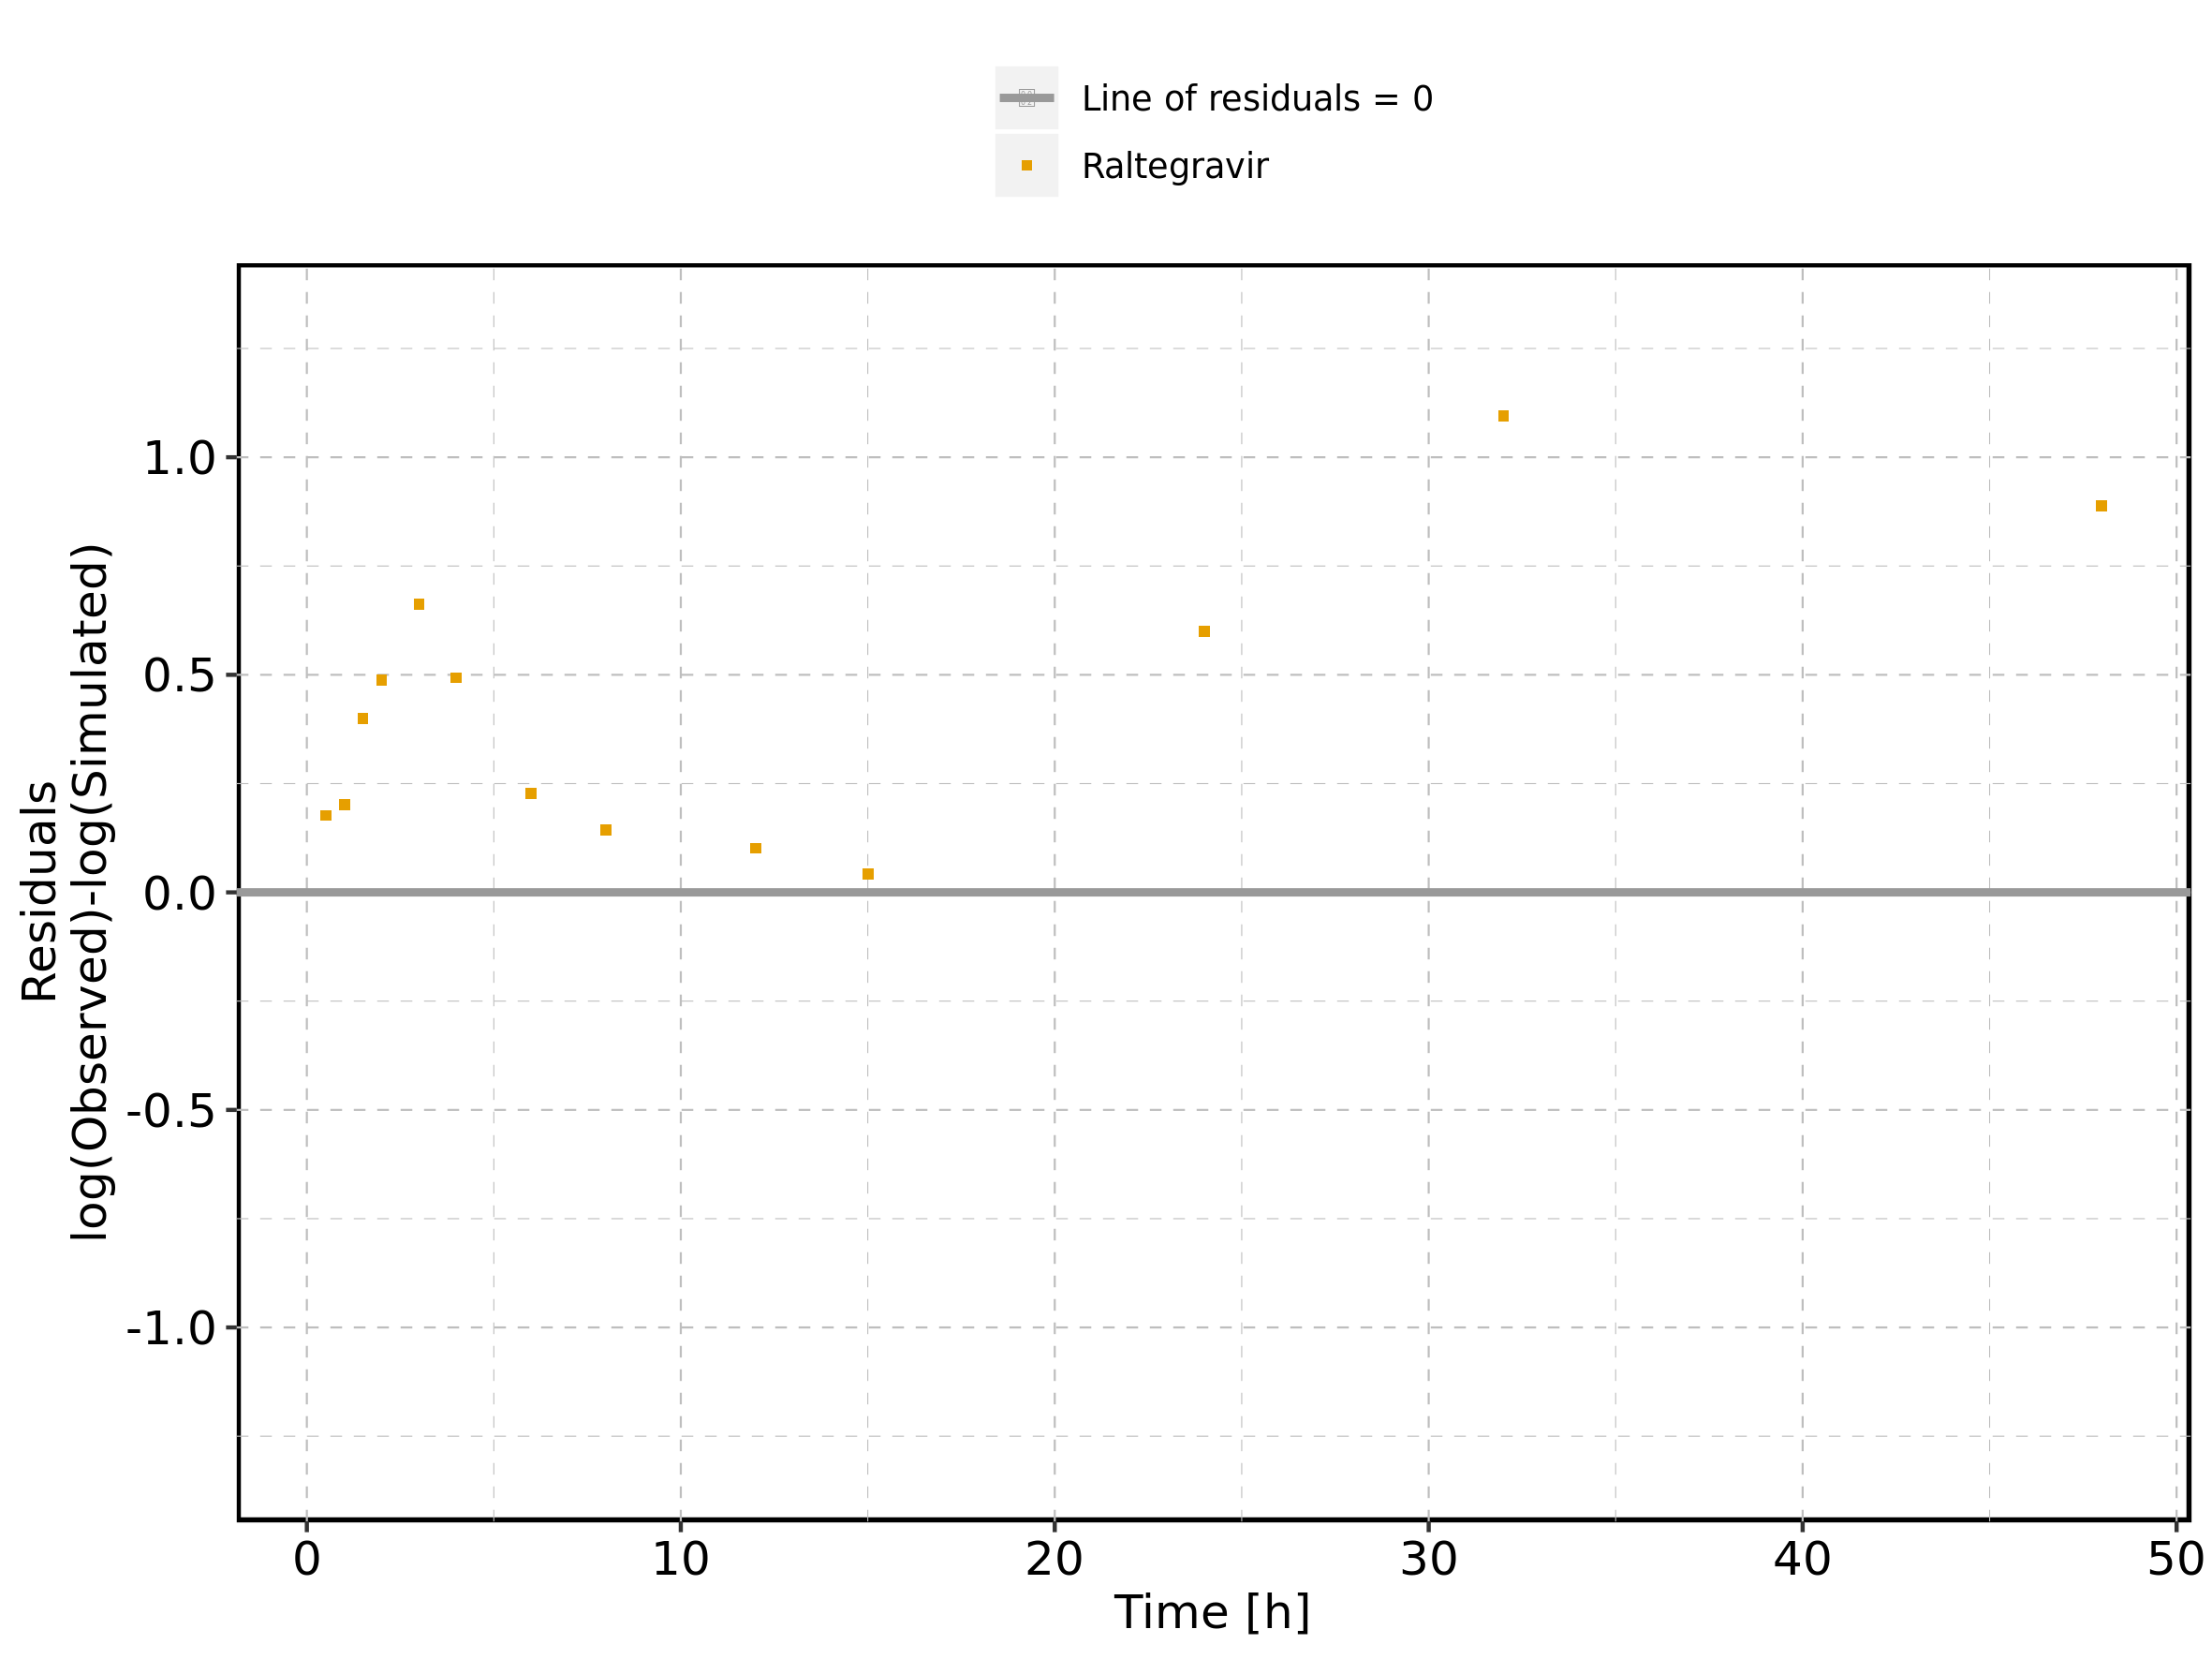 Line of residuals = 0
Raltegravir
Residuals
log(Observed)-log(Simulated)
1.0
0.5
0.0
-0.5
-1.0
0 10 20 30 40 50
Time [h]